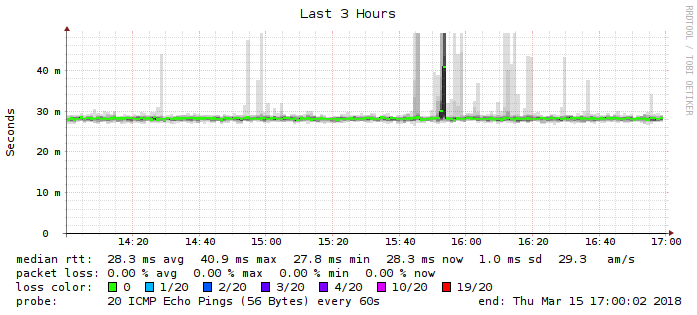 Last 3 Hours
RRDTOOL / TOBI OETIKER
Seconds
40 m
30 m
20 m
10 m
0
14:20 14:40 15:00 15:20 15:40 16:00 16:20 16:40 17:00
median rtt: 28.3 ms avg 40.9 ms max 27.8 ms min 28.3 ms now 1.0 ms sd 29.3 am/s
packet loss: 0.00 % avg 0.00 % max 0.00 % min 0.00 % now
loss color: 0 1/20 2/20 3/20 4/20 10/20 19/20
probe: 20 ICMP Echo Pings (56 Bytes) every 60s end: Thu Mar 15 17:00:02 2018